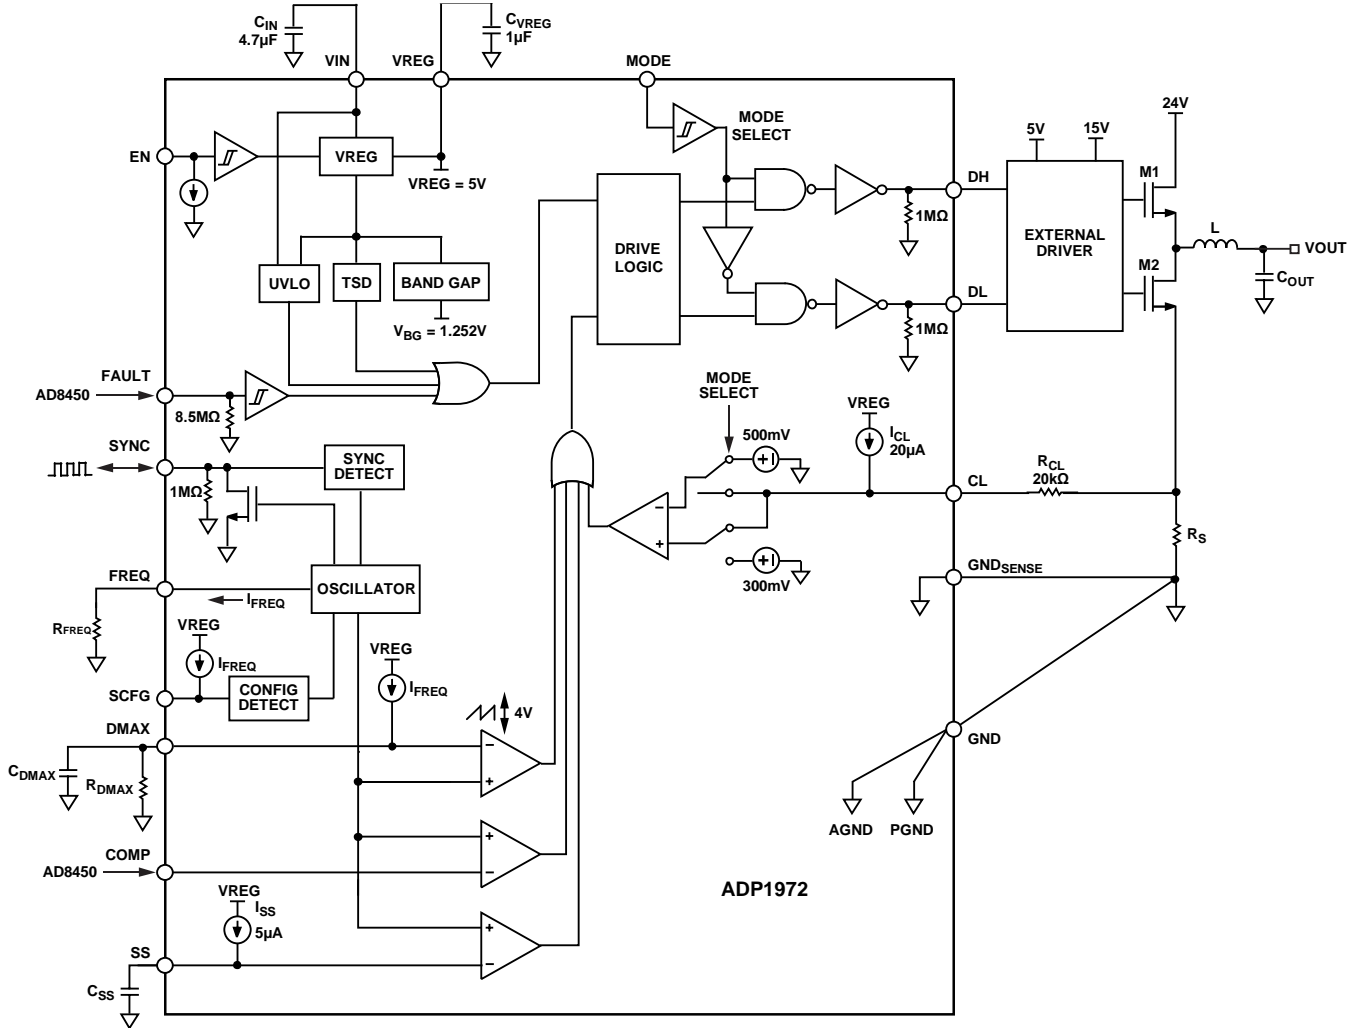 CIN
4.7µF
CVREG
1µF
VIN
VREG
MODE
24V
EN
VREG
VREG = 5V
MODE
SELECT
5V
15V
DH
M1
1MΩ
DRIVE
LOGIC
EXTERNAL
DRIVER
L
VOUT
UVLO
TSD
BAND GAP
M2
COUT
DL
VBG = 1.252V
1MΩ
FAULT
AD8450
8.5MΩ
MODE
SELECT
VREG
500mV
ICL
20µA
SYNC
SYNC
DETECT
1MΩ
CL
RCL
20kΩ
RS
FREQ
OSCILLATOR
IFREQ
300mV
GNDSENSE
RFREQ
VREG
IFREQ
VREG
IFREQ
SCFG
CONFIG
DETECT
4V
DMAX
GND
CDMAX
RDMAX
AGND
PGND
COMP
AD8450
VREG
ISS
5µA
ADP1972
SS
CSS